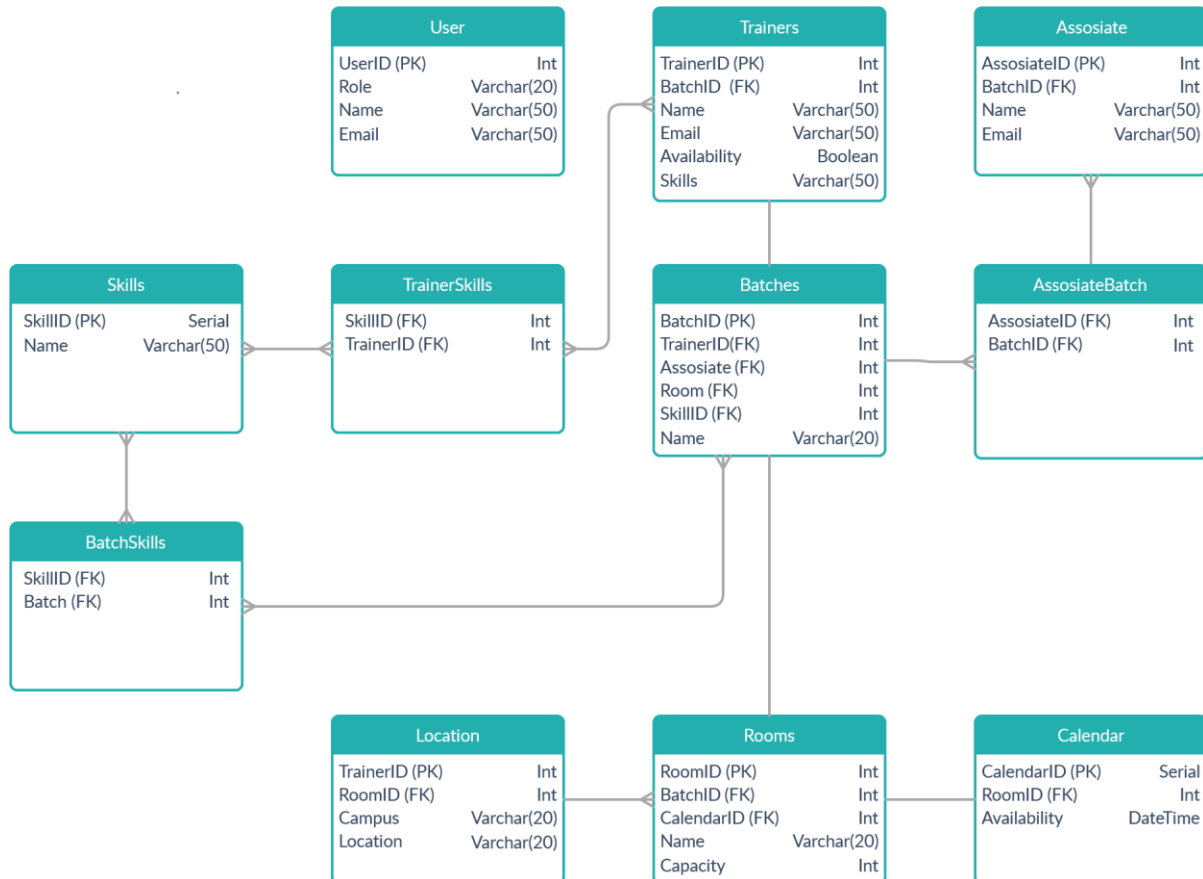 User
UserID (PK) Int
Role Varchar(20)
Name Varchar(50)
Email Varchar(50)
Trainers
TrainerID (PK) Int
BatchID (FK) Int
Name Varchar(50)
Email Varchar(50)
Availability Boolean
Skills Varchar(50)
Assosiate
AssosiateID (PK) Int
BatchID (FK) Int
Name Varchar(50)
Email Varchar(50)
Skills
SkillID (PK) Serial
Name Varchar(50)
TrainerSkills
SkillID (FK) Int
TrainerID (FK) Int
Batches
BatchID (PK) Int
TrainerID(FK) Int
Assosiate (FK) Int
Room (FK) Int
SkillID (FK) Int
Name Varchar(20)
AssosiateBatch
AssosiateID (FK) Int
BatchID (FK) Int
BatchSkills
SkillID (FK) Int
Batch (FK) Int
Location
TrainerID (PK) Int
RoomID (FK) Int
Campus Varchar(20)
Location Varchar(20)
Rooms
RoomID (PK) Int
BatchID (FK) Int
CalendarID (FK) Int
Name Varchar(20)
Capacity Int
Calendar
CalendarID (PK) Serial
RoomID (FK) Int
Availability DateTime